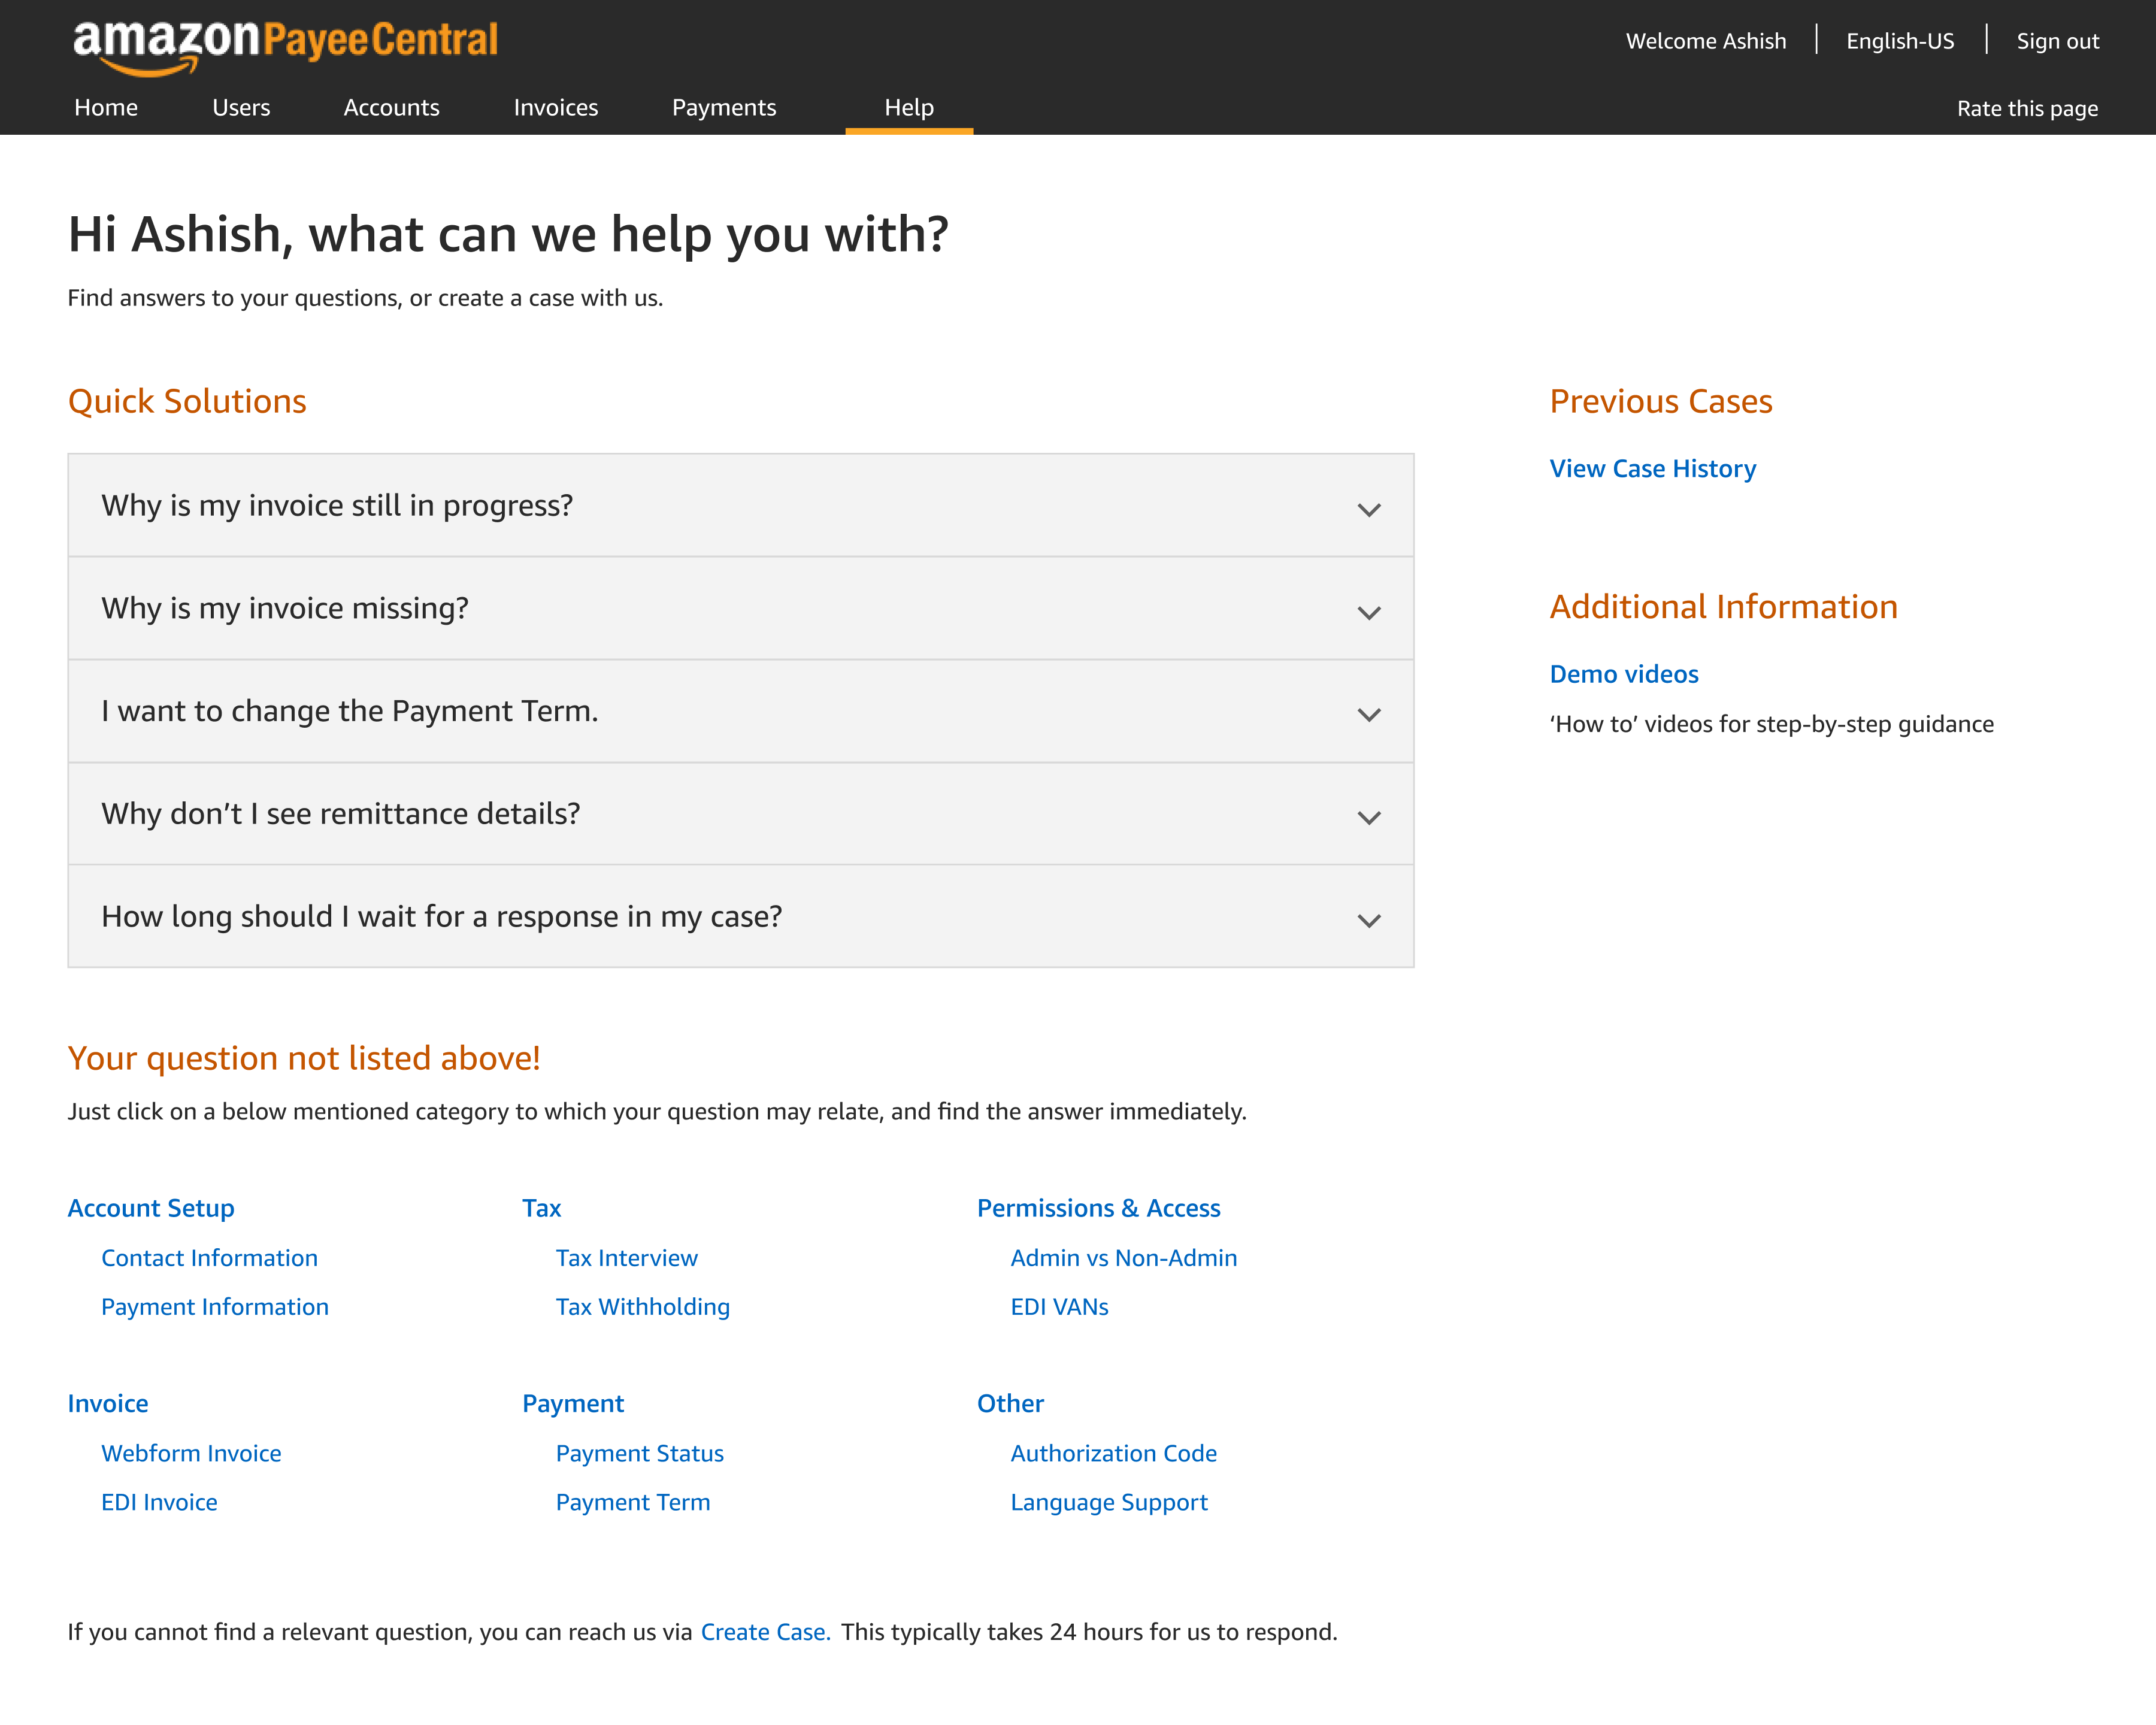 amazonPayeeCentral
Welcome Ashish
English-US
Sign out
Home
Users
Accounts
Invoices
Payments
Help
Rate this page
Hi Ashish, what can we help you with?
Find answers to your questions, or create a case with us.
Quick Solutions
Why is my invoice still in progress?
Why is my invoice missing?
I want to change the Payment Term.
Why don’t I see remittance details?
How long should I wait for a response in my case?
Previous Cases
View Case History
Additional Information
Demo videos
‘How to’ videos for step-by-step guidance
Your question not listed above!
Just click on a below mentioned category to which your question may relate, and find the answer immediately.
Account Setup
Contact Information
Payment Information
Tax
Tax Interview
Tax Withholding
Permissions & Access
Admin vs Non-Admin
EDI VANs
Invoice
Webform Invoice
EDI Invoice
Payment
Payment Status
Payment Term
Other
Authorization Code
Language Support
If you cannot find a relevant question, you can reach us via Create Case. This typically takes 24 hours for us to respond.